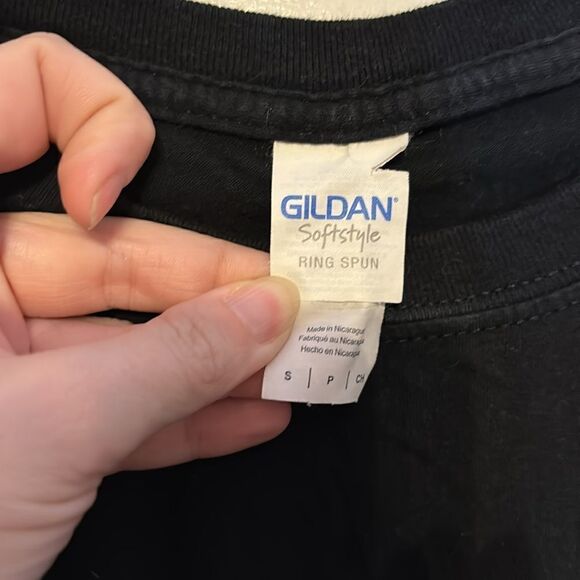 GILDAN®
Softstyle
RING SPUN
Made in Nicaragua
Fabriqué au Nicaragua
Hecho en Nicaragua
S | P | CH